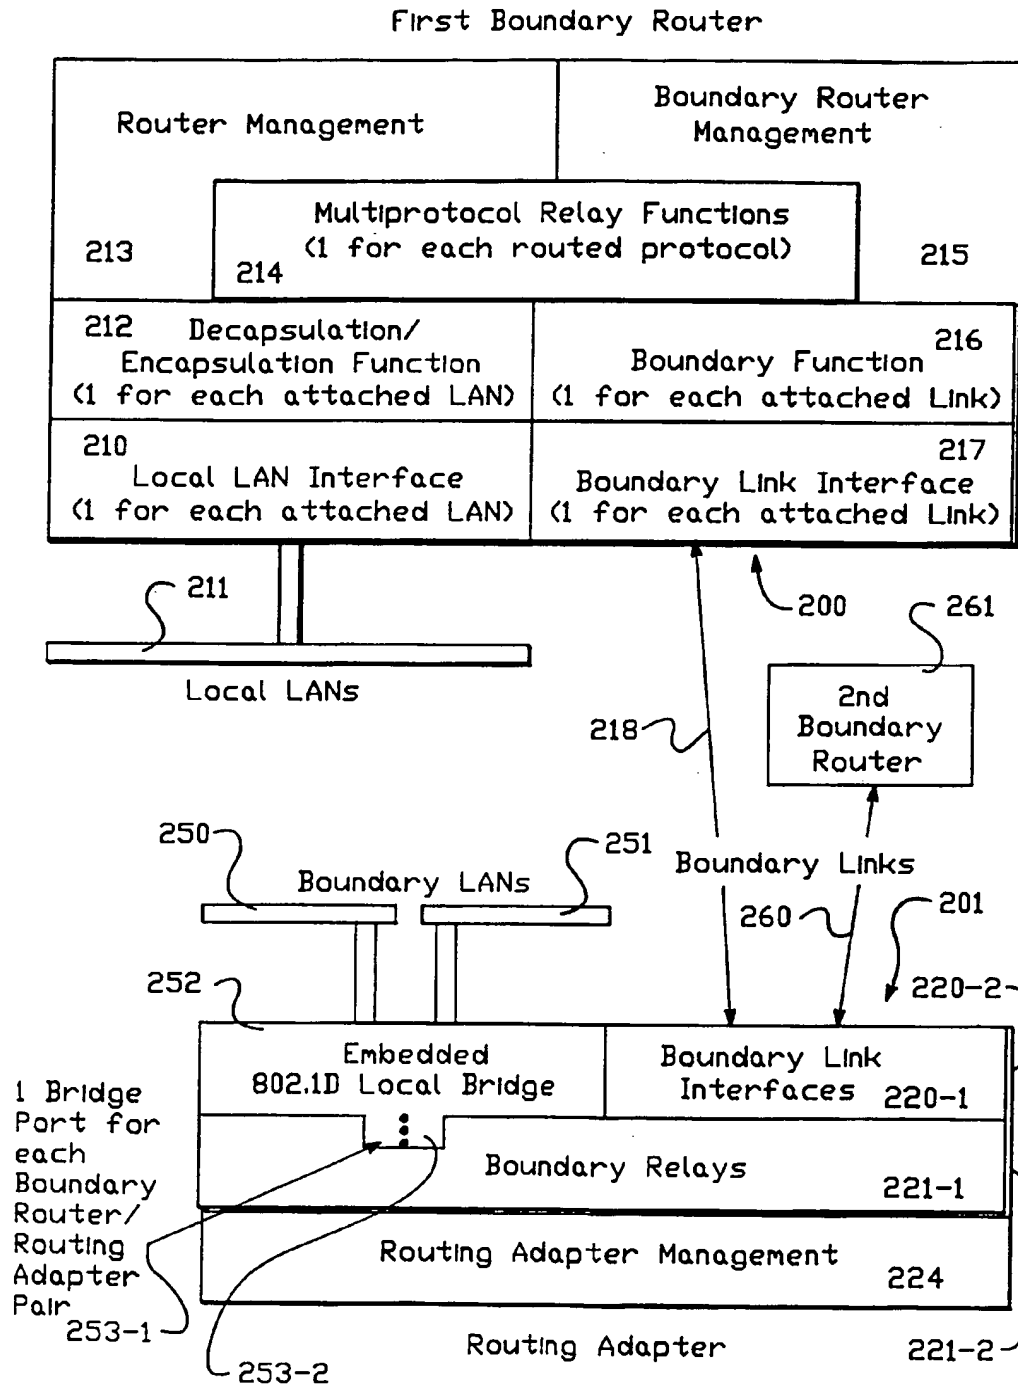 First Boundary Router
Router Management
Boundary Router
Management
Multiprotocol Relay Functions
(1 for each routed protocol)
213
214
215
212
Decapsulation/
Encapsulation Function
(1 for each attached LAN)
216
Boundary Function
(1 for each attached Link)
210
Local LAN Interface
(1 for each attached LAN)
217
Boundary Link Interface
(1 for each attached Link)
211
200
261
Local LANs
2nd
Boundary
Router
218
250
251
Boundary LANs
Boundary Links
260
201
252
220-2
Embedded
802.1D Local Bridge
Boundary Link
Interfaces
220-1
1 Bridge
Port for
each
Boundary
Router/
Routing
Adapter
Pair
Boundary Relays
221-1
Routing Adapter Management
224
253-1
253-2
Routing Adapter
221-2